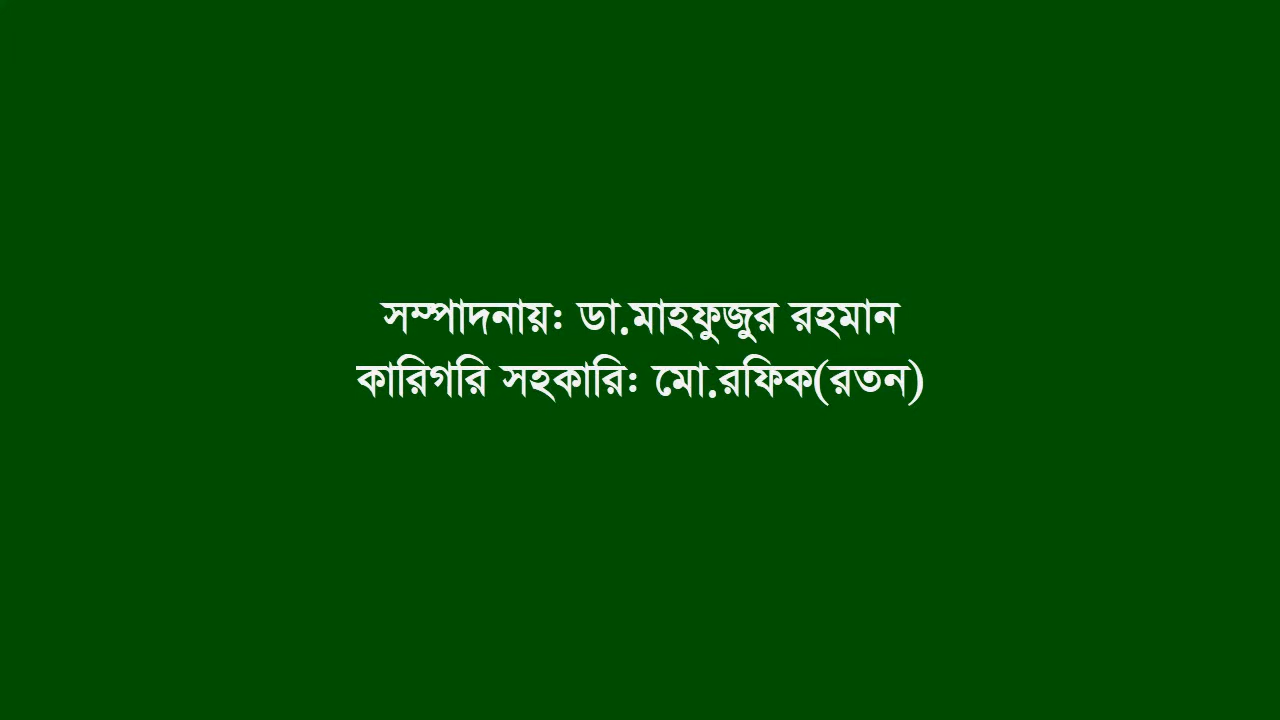 সম্পাদনায়: ডা.মাহফুজুর রহমান
কারিগরি সহকারি: মো.রফিক(রতন)